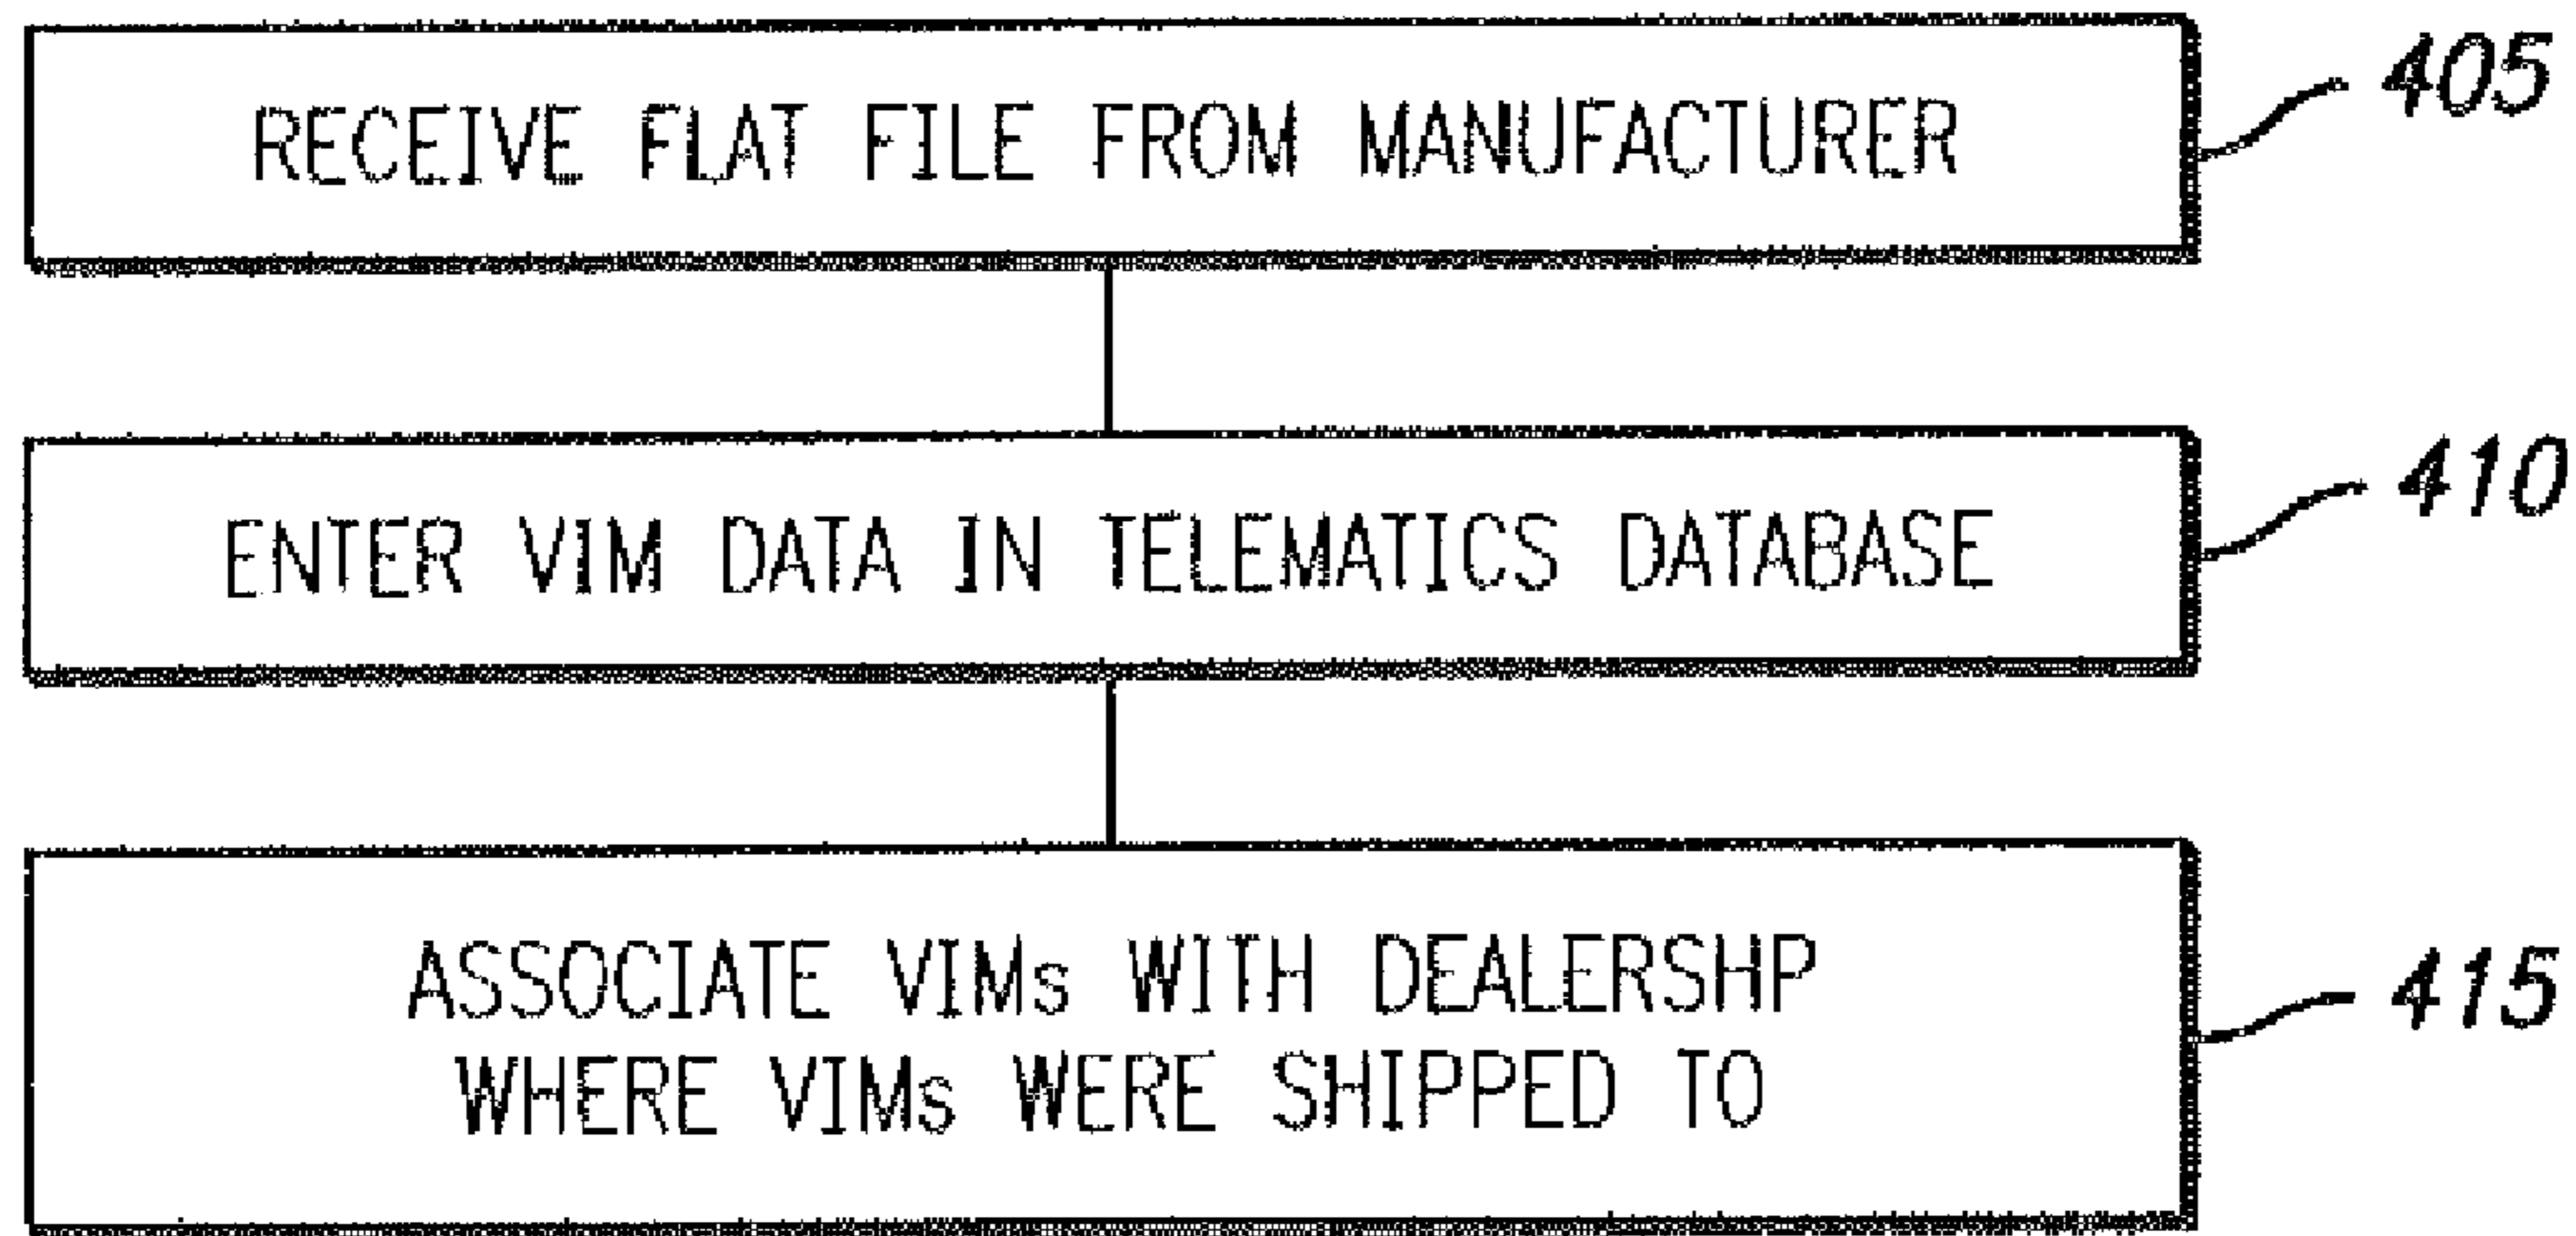 RECEIVE FLAT FILE FROM MANUFACTURER
405
ENTER VIM DATA IN TELEMATICS DATABASE
410
ASSOCIATE VIMs WITH DEALERSHP
WHERE VIMs WERE SHIPPED TO
415